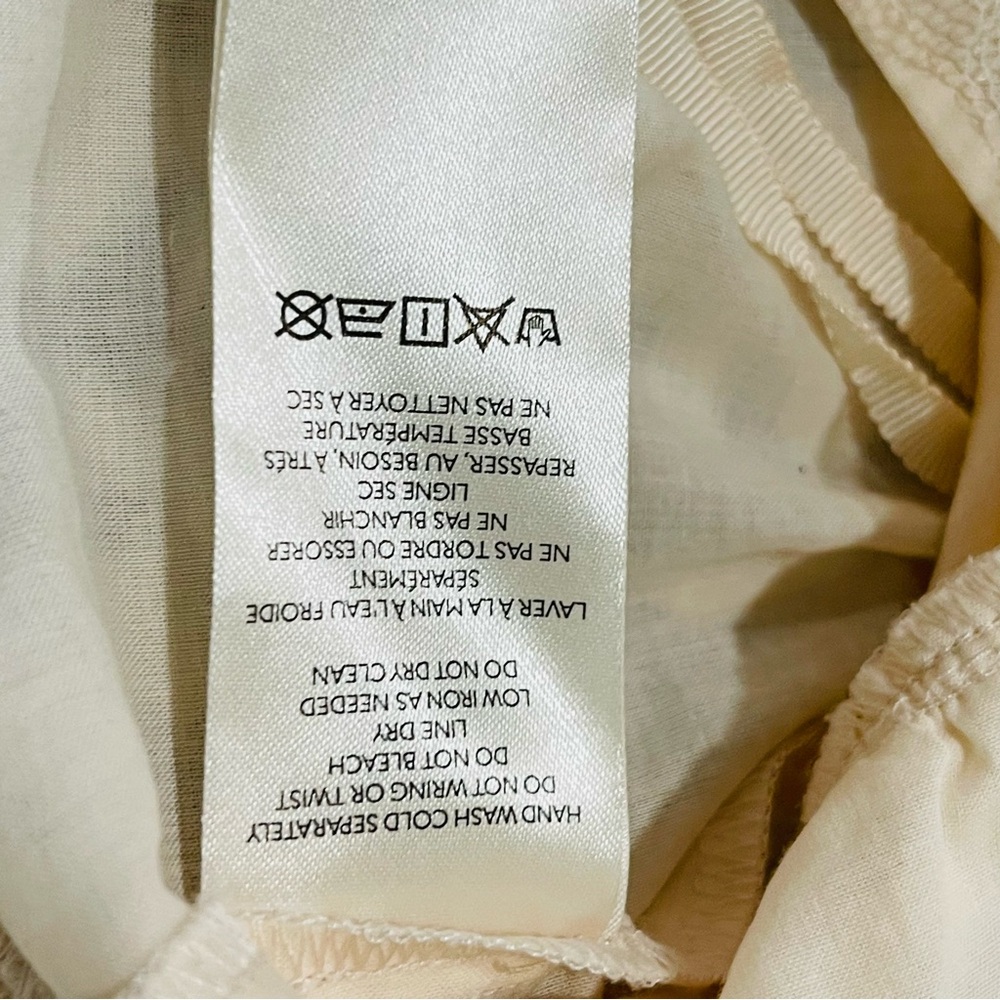 HAND WASH COLD SEPARATELY
DO NOT WRING OR TWIST
DO NOT BLEACH
LINE DRY
LOW IRON AS NEEDED
DO NOT DRY CLEAN
LAVER À LA MAIN À L'EAU FROIDE
SÉPARÉMENT
NE PAS TORDRE OU ESSORER
NE PAS BLANCHIR
LIGNE SEC
REPASSER, AU BESOIN, À TRÉS
BASSE TEMPÉRATURE
NE PAS NETTOYER À SEC